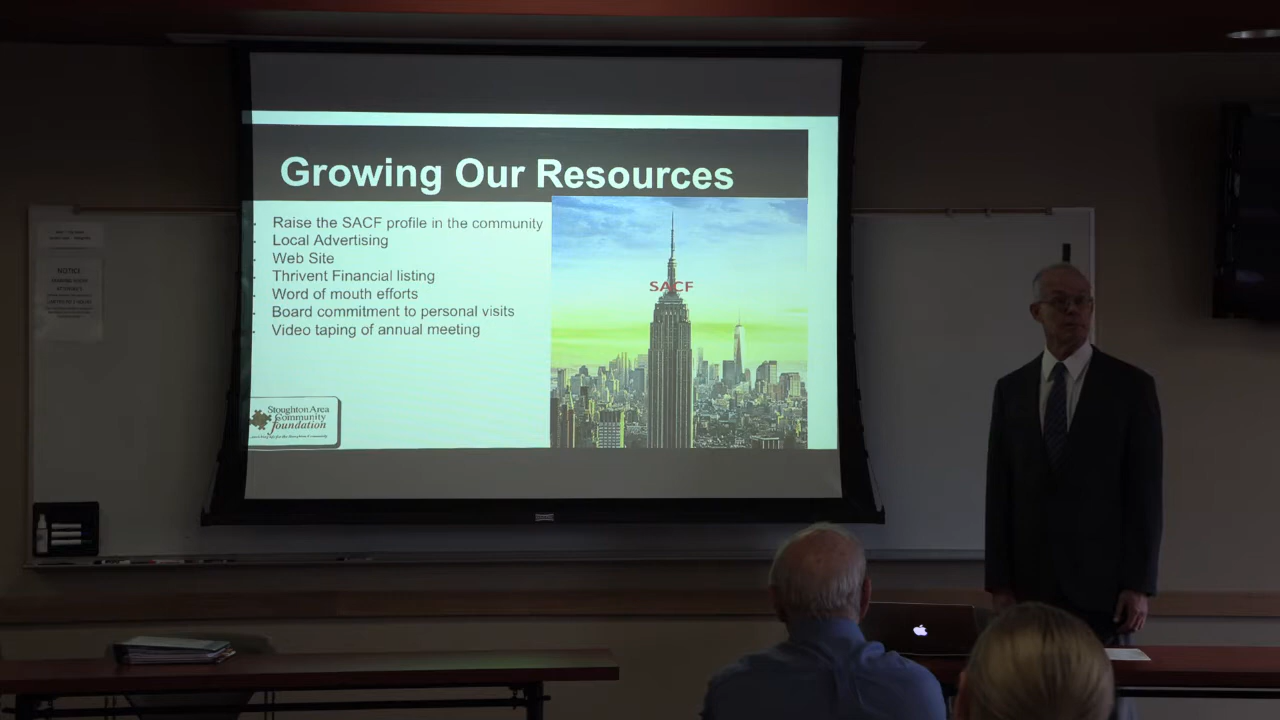 Growing Our Resources
Raise the SACF profile in the community
Local Advertising
Web Site
Thrivent Financial listing
Word of mouth efforts
Board commitment to personal visits
Video taping of annual meeting
SACF
Stoughton Area
Community
foundation
NOTICE